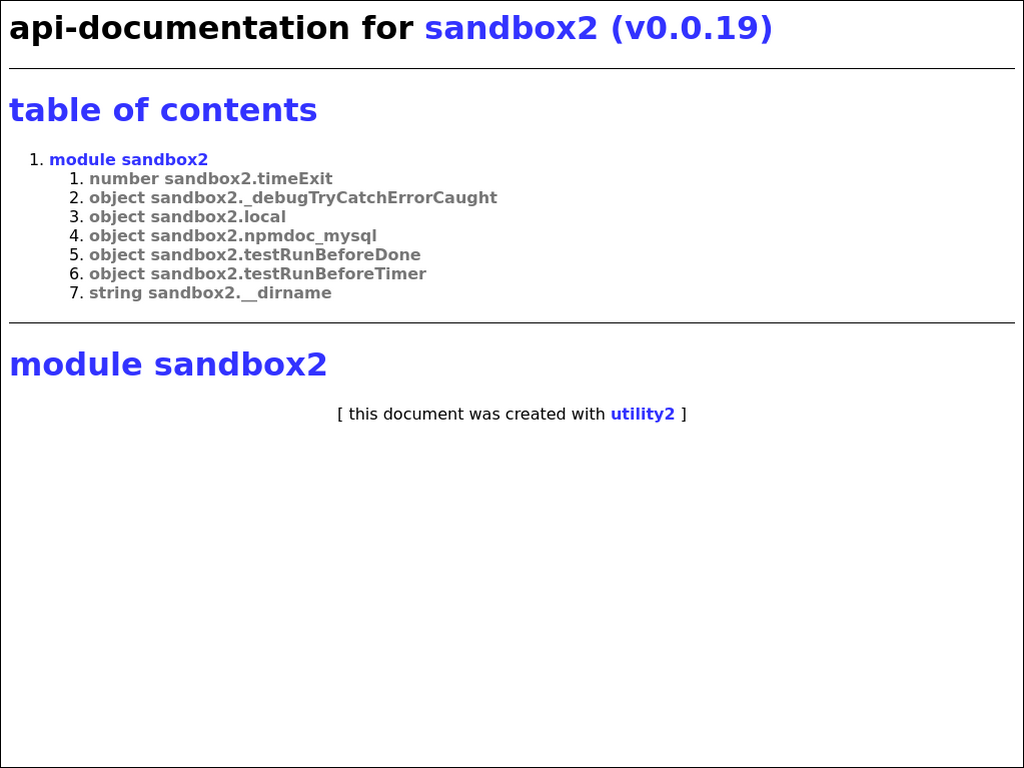 api-documentation for sandbox2 (v0.0.19)
table of contents
1. module sandbox2
1. number sandbox2.timeExit
2. object sandbox2._debugTryCatchErrorCaught
3. object sandbox2.local
4. object sandbox2.npmdoc_mysql
5. object sandbox2.testRunBeforeDone
6. object sandbox2.testRunBeforeTimer
7. string sandbox2.__dirname
module sandbox2
[ this document was created with utility2 ]